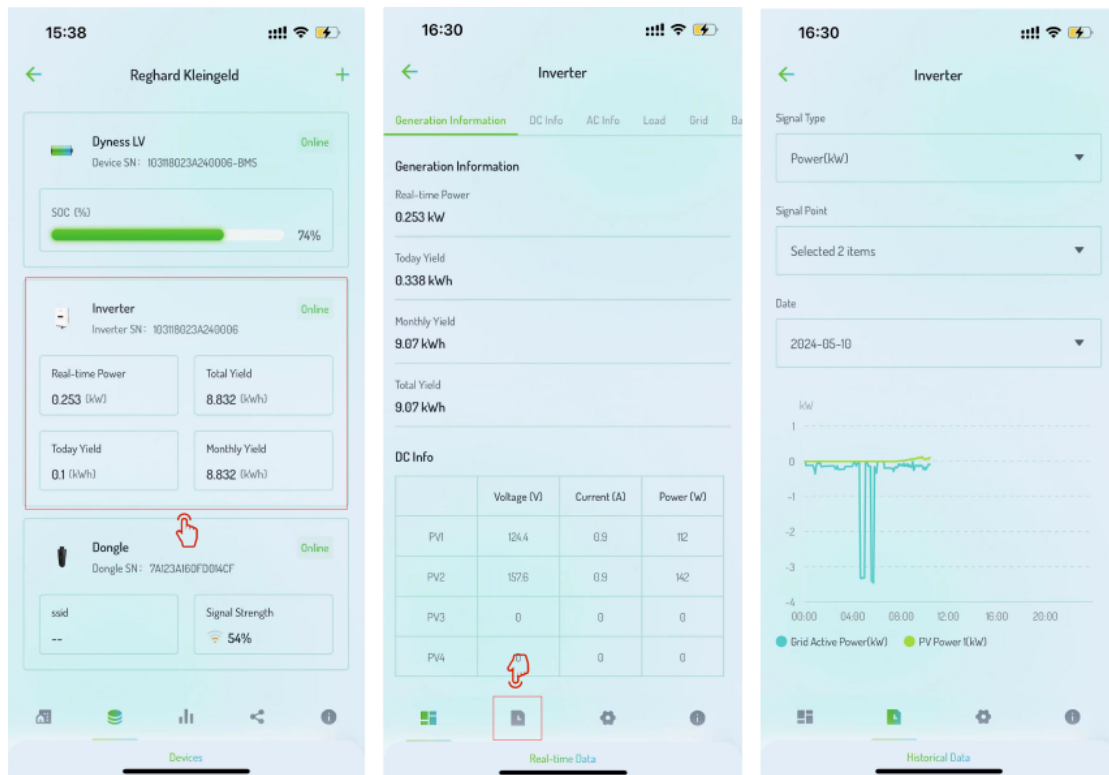 15:38
Reghard Kleingeld
Dyness LV
Online
Device SN: 103118023A240006-BMS
SOC (%)
74%
Inverter
Online
Inverter SN: 103118023A240006
Real-time Power
Total Yield
0.253 (kW)
8.832 (kWh)
Today Yield
Monthly Yield
0.1 (kWh)
8.832 (kWh)
Dongle
Online
Dongle SN: 7A123A160FD014CF
ssid
Signal Strength
--
54%
Devices
16:30
Inverter
Generation Information DC Info AC Info Load Grid Ba
Generation Information
Real-time Power
0.253 kW
Today Yield
0.338 kWh
Monthly Yield
9.07 kWh
Total Yield
9.07 kWh
DC Info
Voltage (V) Current (A) Power (W)
PV1 124.4 0.9 112
PV2 157.6 0.9 142
PV3 0 0 0
PV4 0 0 0
Real-time Data
16:30
Inverter
Signal Type
Power(kW)
Signal Point
Selected 2 items
Date
2024-05-10
kW
1
0
-1
-2
-3
-4
00:00 04:00 08:00 12:00 16:00 20:00
Grid Active Power(kW) PV Power 1(kW)
Historical Data